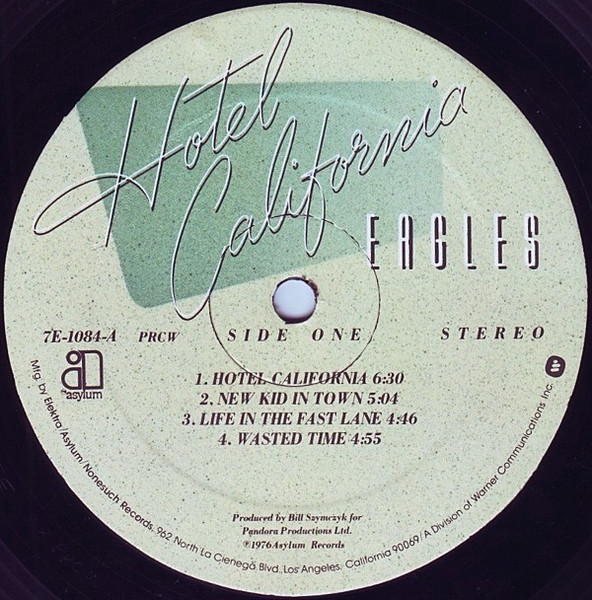 Hotel
California
EAGLES
7E-1084-A PRCW SIDE ONE STEREO
asylum
1. HOTEL CALIFORNIA 6:30
2. NEW KID IN TOWN 5:04
3. LIFE IN THE FAST LANE 4:46
4. WASTED TIME 4:55
Produced by Bill Szymczyk for
Pandora Productions Ltd.
℗1976 Asylum Records
Mfg. by Elektra/Asylum/Nonesuch Records, 962 North La Cienega Blvd., Los Angeles, California 90069/A Division of Warner Communications Inc.